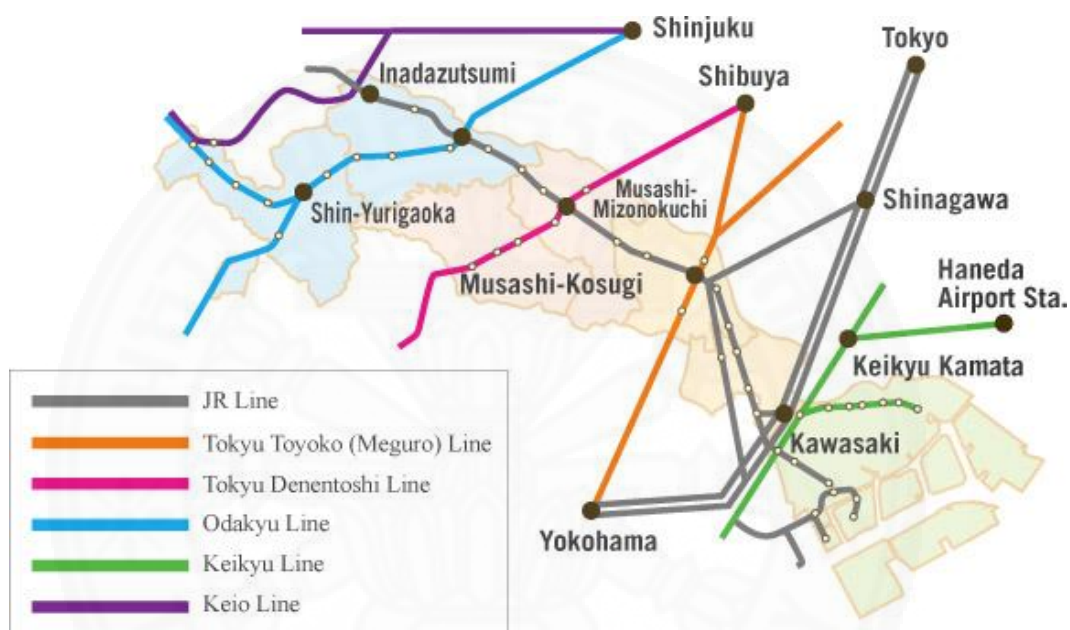 Shinjuku
Tokyo
Inadazutsumi
Shibuya
Shin-Yurigaoka
Musashi-
Mizonokuchi
Shinagawa
Musashi-Kosugi
Haneda
Airport Sta.
Keikyu Kamata
Kawasaki
Yokohama
JR Line
Tokyu Toyoko (Meguro) Line
Tokyu Denentoshi Line
Odakyu Line
Keikyu Line
Keio Line